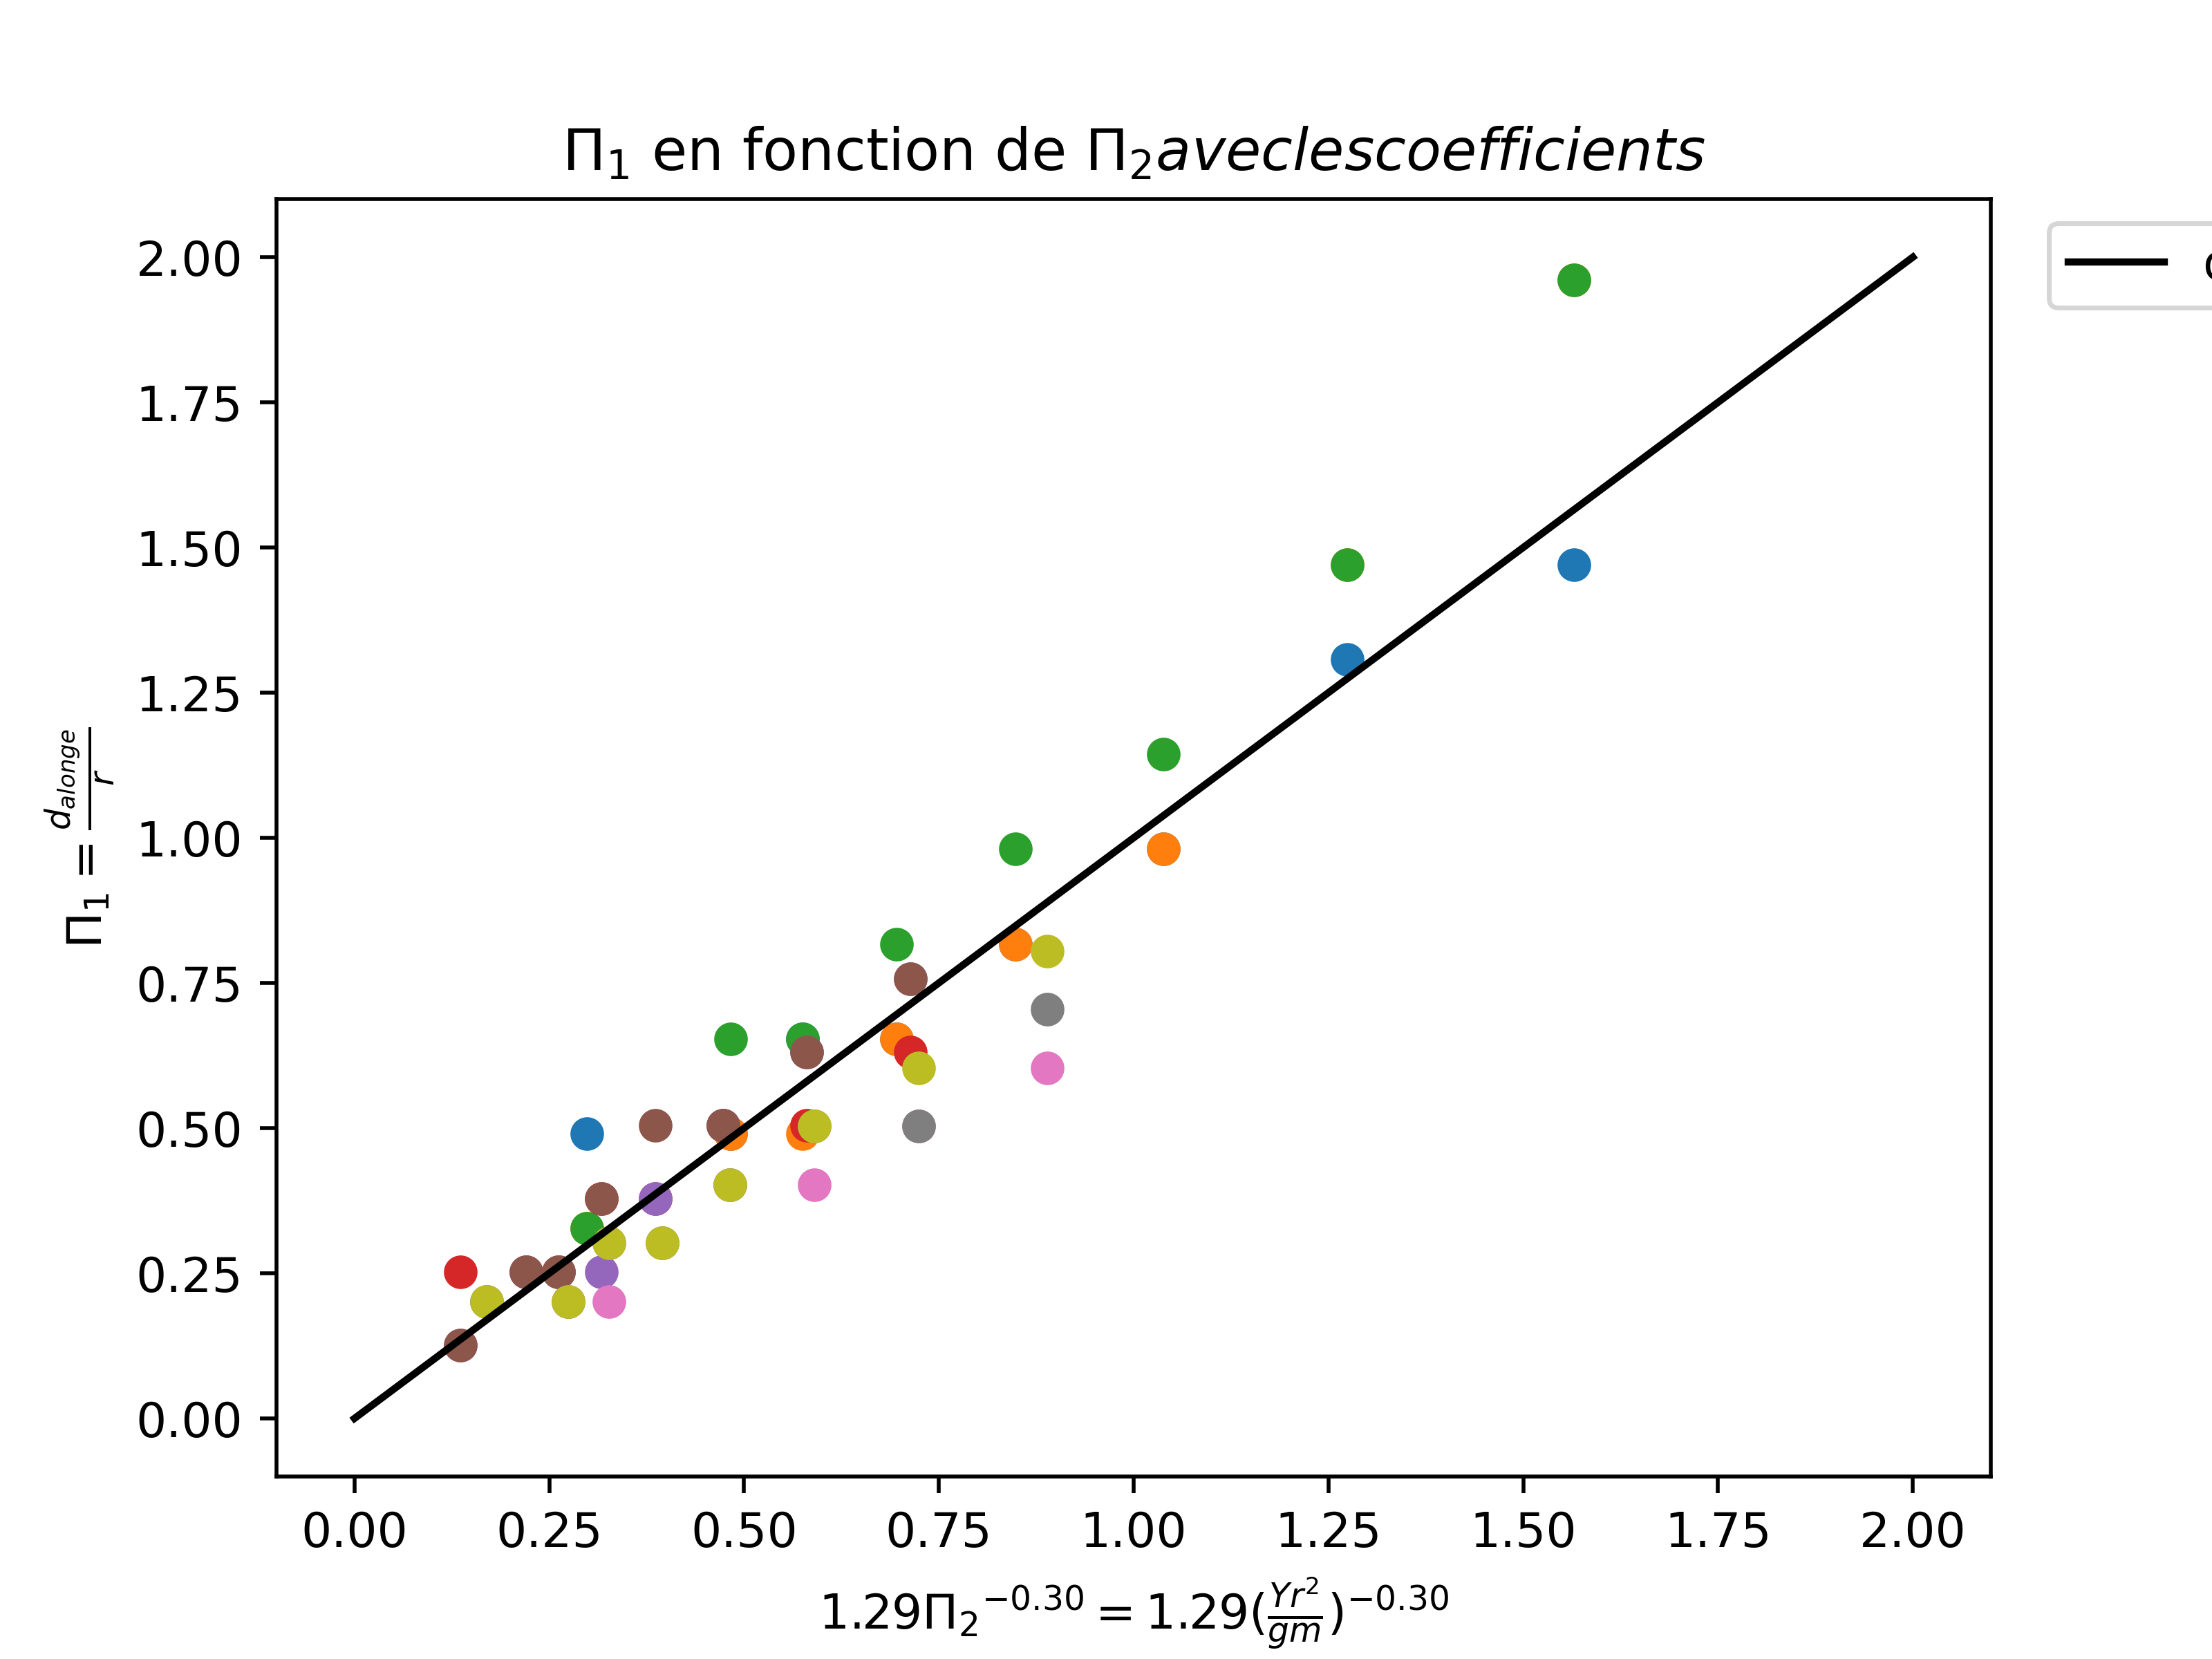 Π₁ en fonction de Π₂aveclescoefficients
2.00
1.75
1.50
1.25
1.00
0.75
0.50
0.25
0.00
Π₁ = d_alonge/r
0.00 0.25 0.50 0.75 1.00 1.25 1.50 1.75 2.00
1.29Π₂^−0.30 = 1.29(Yr²/gm)^−0.30